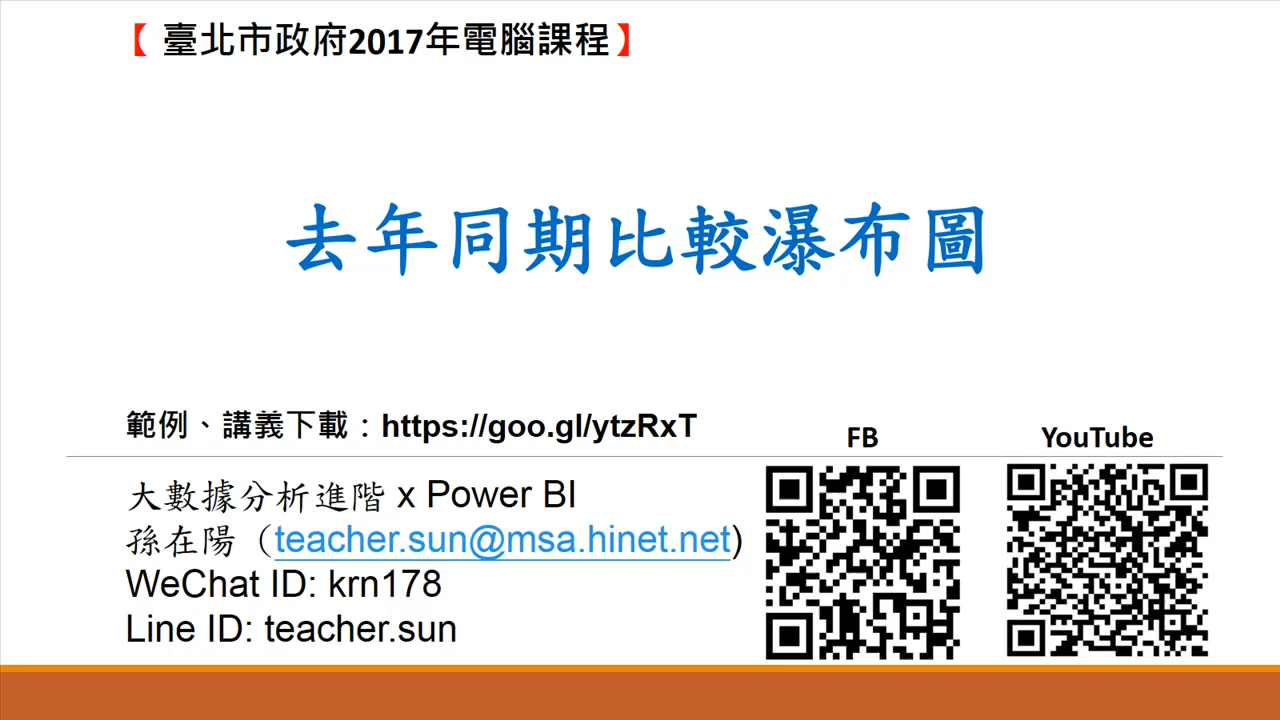 【 臺北市政府2017年電腦課程】
去年同期比較瀑布圖
範例、講義下載：https://goo.gl/ytzRxT
FB
YouTube
大數據分析進階 x Power BI
孫在陽（teacher.sun@msa.hinet.net)
WeChat ID: krn178
Line ID: teacher.sun